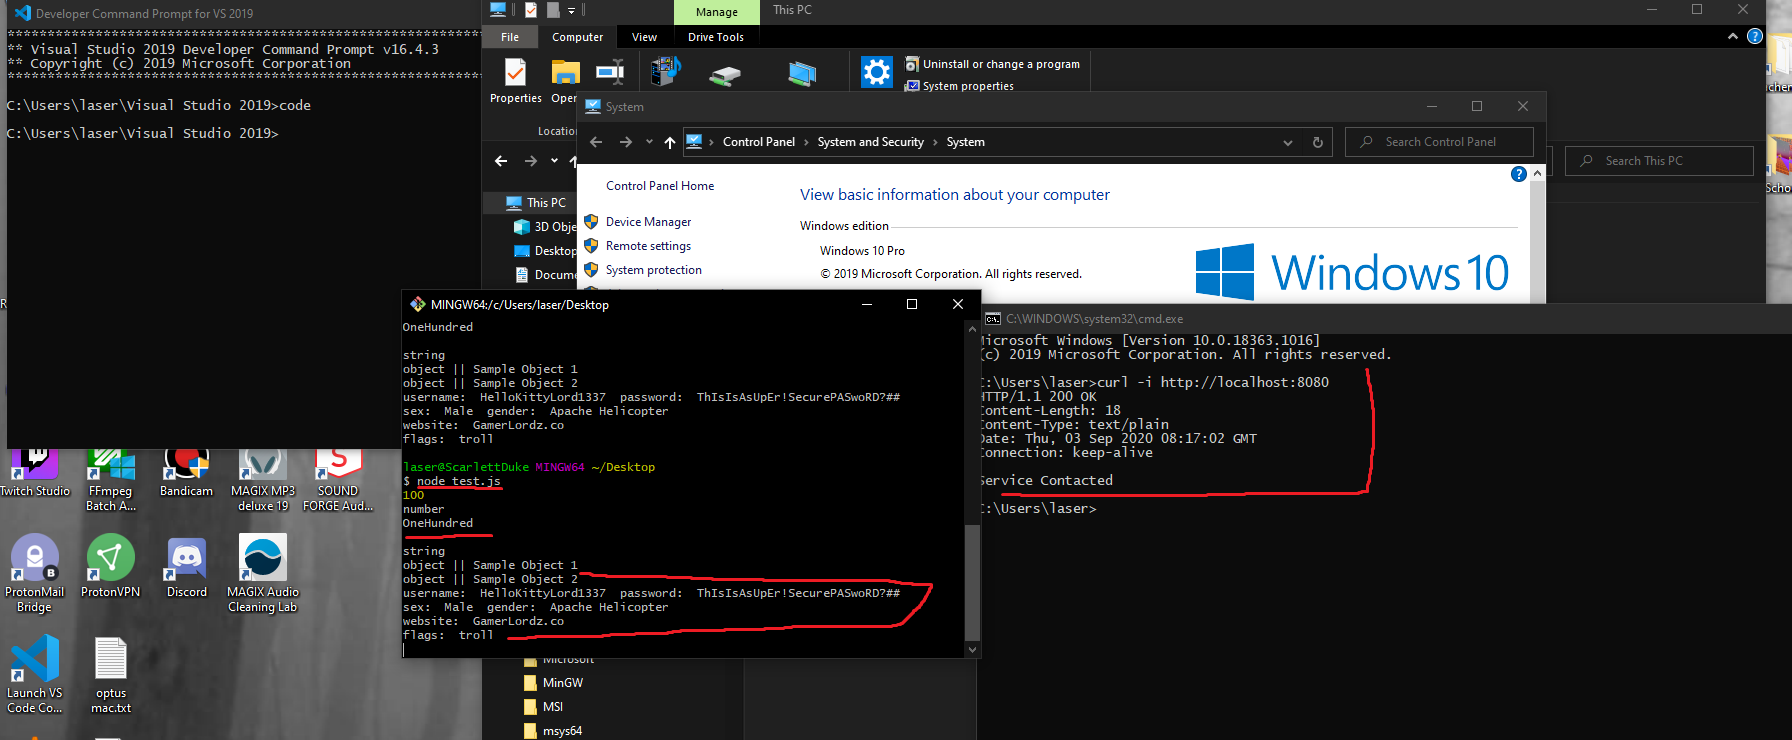 Developer Command Prompt for VS 2019
** Visual Studio 2019 Developer Command Prompt v16.4.3
** Copyright (c) 2019 Microsoft Corporation
C:\Users\laser\Visual Studio 2019>code
C:\Users\laser\Visual Studio 2019>
Manage
This PC
File
Computer
View
Drive Tools
Properties
Open
Uninstall or change a program
System properties
Locatio
System
Control Panel › System and Security › System
Search Control Panel
Search This PC
This PC
3D Obje
Desktop
Docume
Control Panel Home
Device Manager
Remote settings
System protection
View basic information about your computer
Windows edition
Windows 10 Pro
© 2019 Microsoft Corporation. All rights reserved.
Windows 10
MINGW64:/c/Users/laser/Desktop
OneHundred
string
object || Sample Object 1
object || Sample Object 2
username:  HelloKittyLord1337  password:  ThIsIsAsUpEr!SecurePASwoRD?##
sex:  Male  gender:  Apache Helicopter
website:  GamerLordz.co
flags:  troll
laser@ScarlettDuke MINGW64 ~/Desktop
$ node test.js
100
number
OneHundred
string
object || Sample Object 1
object || Sample Object 2
username:  HelloKittyLord1337  password:  ThIsIsAsUpEr!SecurePASwoRD?##
sex:  Male  gender:  Apache Helicopter
website:  GamerLordz.co
flags:  troll
C:\WINDOWS\system32\cmd.exe
Microsoft Windows [Version 10.0.18363.1016]
(c) 2019 Microsoft Corporation. All rights reserved.
C:\Users\laser>curl -i http://localhost:8080
HTTP/1.1 200 OK
Content-Length: 18
Content-Type: text/plain
Date: Thu, 03 Sep 2020 08:17:02 GMT
Connection: keep-alive
Service Contacted
C:\Users\laser>
Twitch Studio
FFmpeg Batch A...
Bandicam
MAGIX MP3 deluxe 19
SOUND FORGE Aud...
ProtonMail Bridge
ProtonVPN
Discord
MAGIX Audio Cleaning Lab
Launch VS Code Co...
optus mac.txt
Microsoft
MinGW
MSI
msys64
Scho